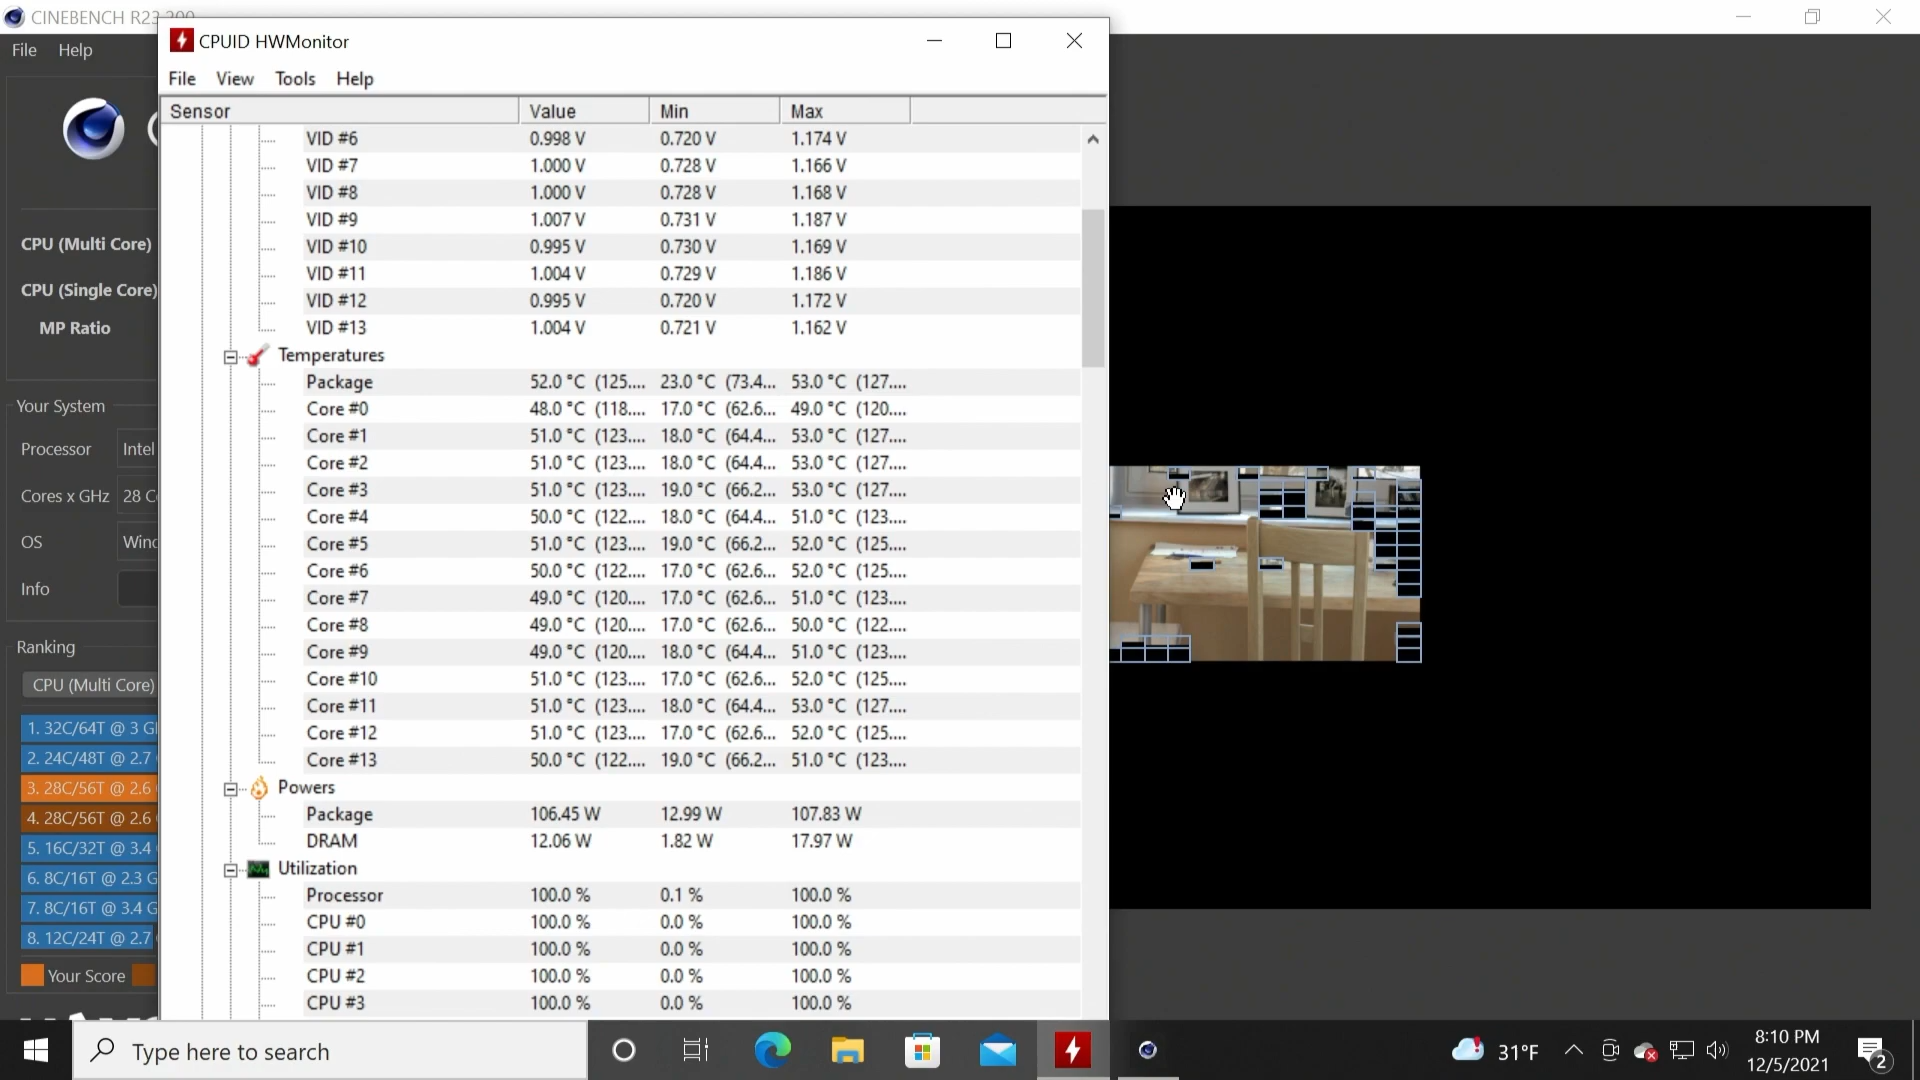 CINEBENCH R23.200
File Help
CPU (Multi Core)
CPU (Single Core)
MP Ratio
Your System
Processor Intel
Cores x GHz 28 C
OS
Info
Ranking
CPU (Multi Core)
1. 32C/64T @ 3 G
2. 24C/48T @ 2.7
3. 28C/56T @ 2.6
4. 28C/56T @ 2.6
5. 16C/32T @ 3.4
6. 8C/16T @ 2.3 G
7. 8C/16T @ 3.4 G
8. 12C/24T @ 2.7
Your Score
CPUID HWMonitor
File View Tools Help
Sensor Value Min Max
VID #6 0.998 V 0.720 V 1.174 V
VID #7 1.000 V 0.728 V 1.166 V
VID #8 1.000 V 0.728 V 1.168 V
VID #9 1.007 V 0.731 V 1.187 V
VID #10 0.995 V 0.730 V 1.169 V
VID #11 1.004 V 0.729 V 1.186 V
VID #12 0.995 V 0.720 V 1.172 V
VID #13 1.004 V 0.721 V 1.162 V
Temperatures
Package 52.0 °C (125.... 23.0 °C (73.4... 53.0 °C (127....
Core #0 48.0 °C (118.... 17.0 °C (62.6... 49.0 °C (120....
Core #1 51.0 °C (123.... 18.0 °C (64.4... 53.0 °C (127....
Core #2 51.0 °C (123.... 18.0 °C (64.4... 53.0 °C (127....
Core #3 51.0 °C (123.... 19.0 °C (66.2... 53.0 °C (127....
Core #4 50.0 °C (122.... 18.0 °C (64.4... 51.0 °C (123....
Core #5 51.0 °C (123.... 19.0 °C (66.2... 52.0 °C (125....
Core #6 50.0 °C (122.... 17.0 °C (62.6... 52.0 °C (125....
Core #7 49.0 °C (120.... 17.0 °C (62.6... 51.0 °C (123....
Core #8 49.0 °C (120.... 17.0 °C (62.6... 50.0 °C (122....
Core #9 49.0 °C (120.... 18.0 °C (64.4... 51.0 °C (123....
Core #10 51.0 °C (123.... 17.0 °C (62.6... 52.0 °C (125....
Core #11 51.0 °C (123.... 18.0 °C (64.4... 53.0 °C (127....
Core #12 51.0 °C (123.... 17.0 °C (62.6... 52.0 °C (125....
Core #13 50.0 °C (122.... 19.0 °C (66.2... 51.0 °C (123....
Powers
Package 106.45 W 12.99 W 107.83 W
DRAM 12.06 W 1.82 W 17.97 W
Utilization
Processor 100.0 % 0.1 % 100.0 %
CPU #0 100.0 % 0.0 % 100.0 %
CPU #1 100.0 % 0.0 % 100.0 %
CPU #2 100.0 % 0.0 % 100.0 %
CPU #3 100.0 % 0.0 % 100.0 %
Type here to search
31°F
8:10 PM
12/5/2021
2